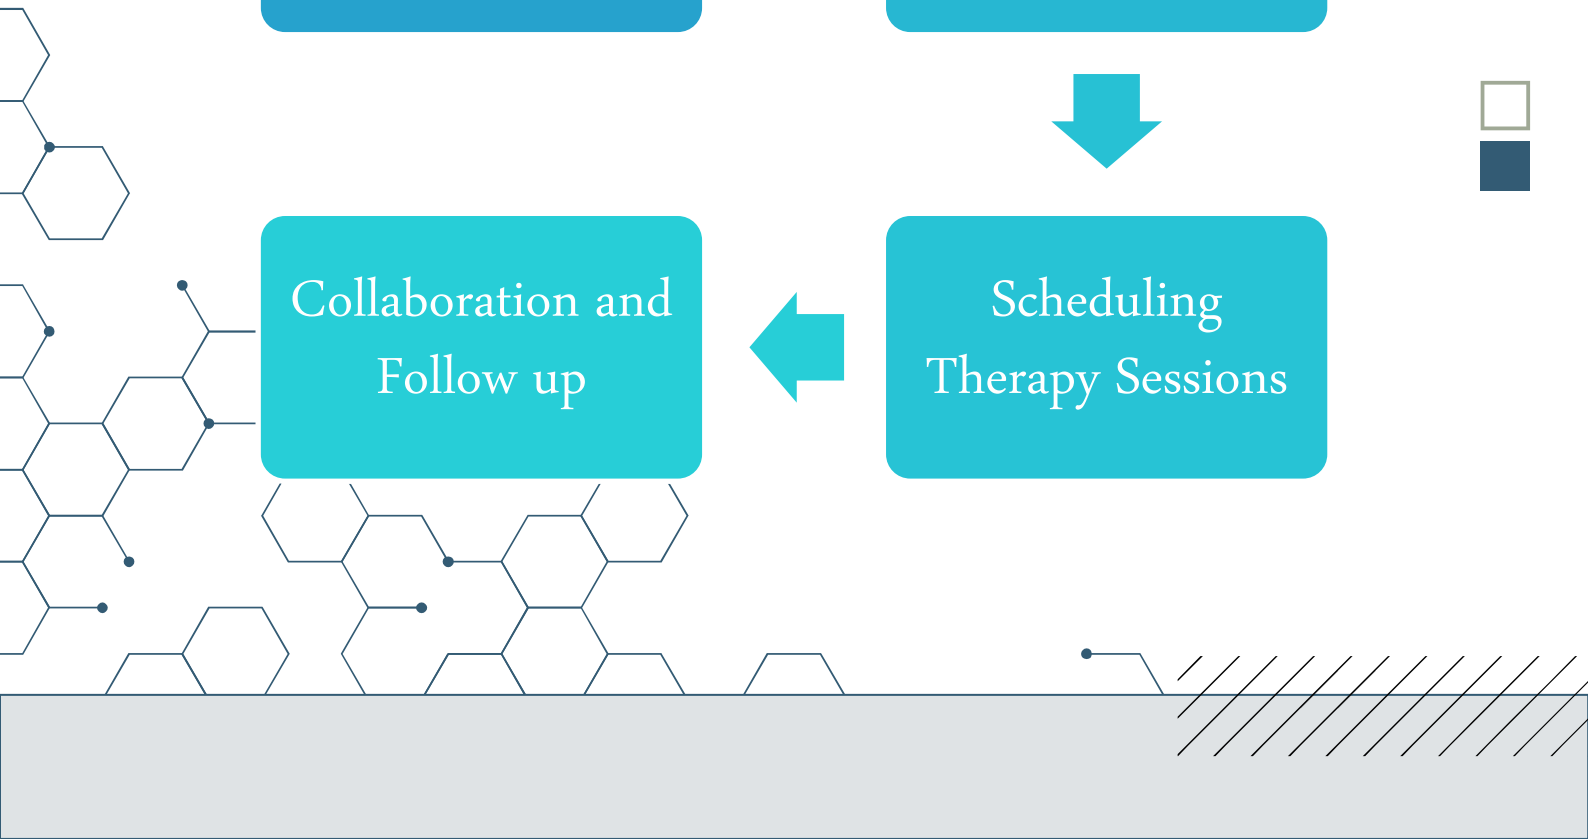 Collaboration and
Follow up
Scheduling
Therapy Sessions